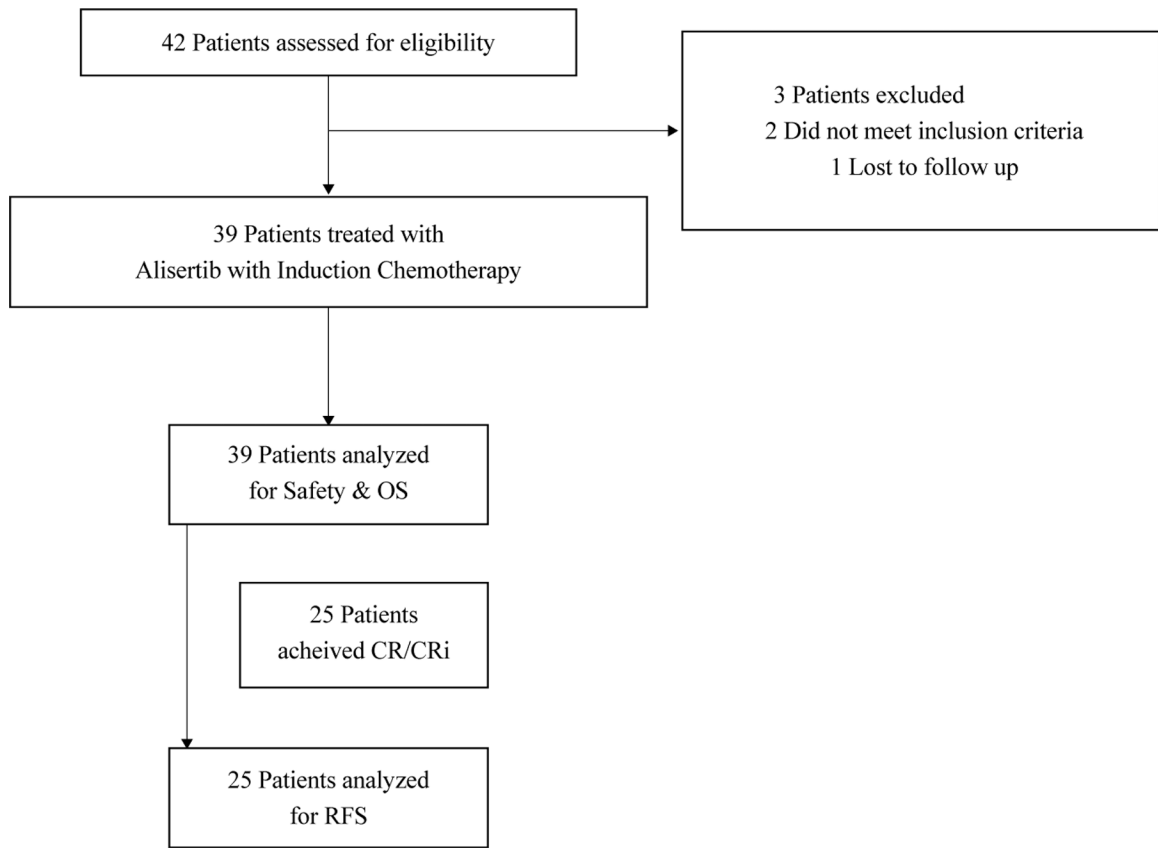 42 Patients assessed for eligibility
3 Patients excluded
2 Did not meet inclusion criteria
1 Lost to follow up
39 Patients treated with
Alisertib with Induction Chemotherapy
39 Patients analyzed
for Safety & OS
25 Patients
acheived CR/CRi
25 Patients analyzed
for RFS